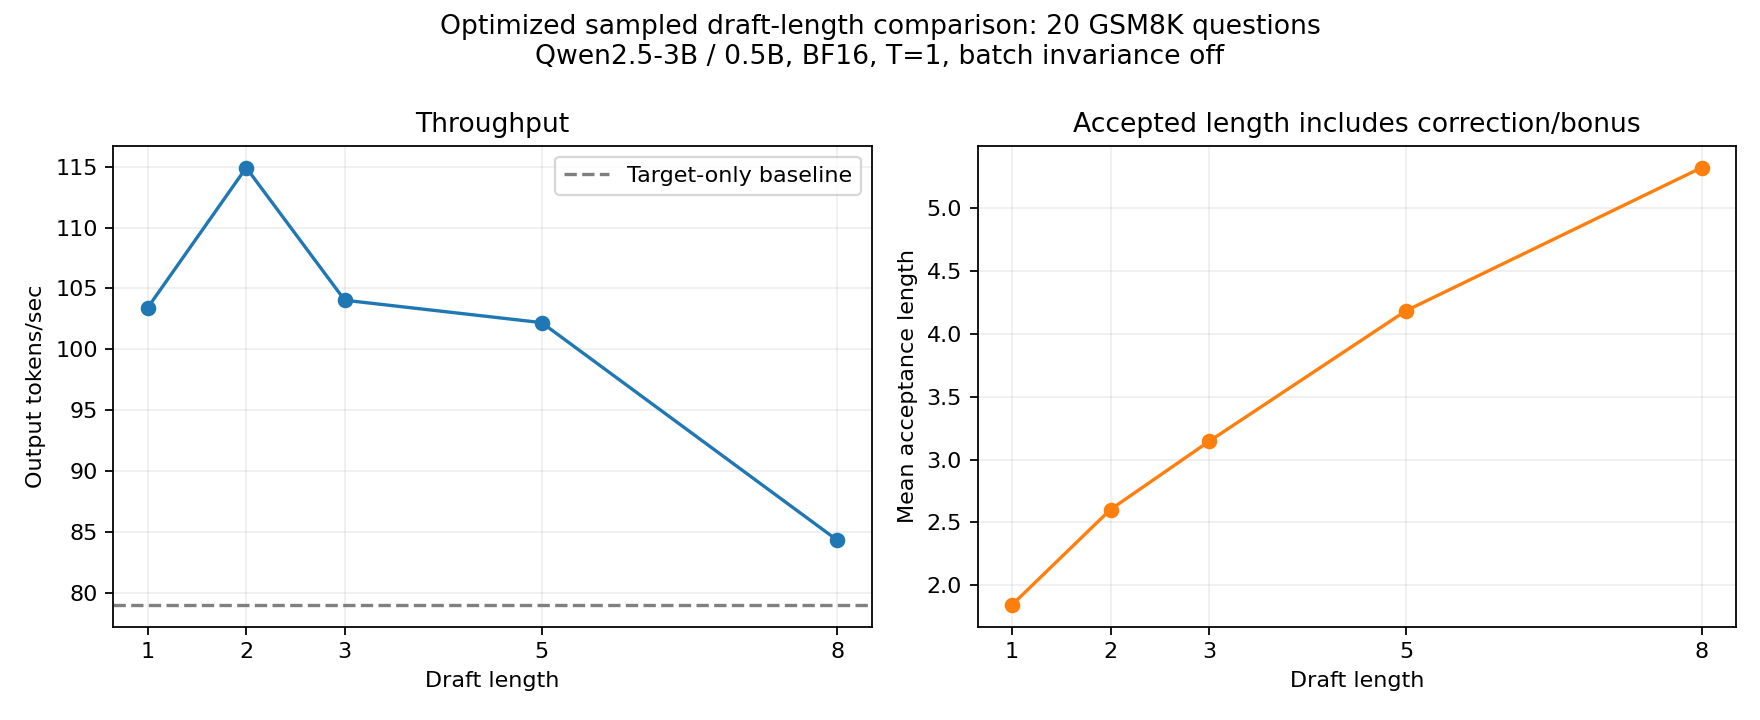 Optimized sampled draft-length comparison: 20 GSM8K questions
Qwen2.5-3B / 0.5B, BF16, T=1, batch invariance off
Throughput
Target-only baseline
Output tokens/sec
115
110
105
100
95
90
85
80
1 2 3 5 8
Draft length
Accepted length includes correction/bonus
Mean acceptance length
5.0
4.5
4.0
3.5
3.0
2.5
2.0
1 2 3 5 8
Draft length